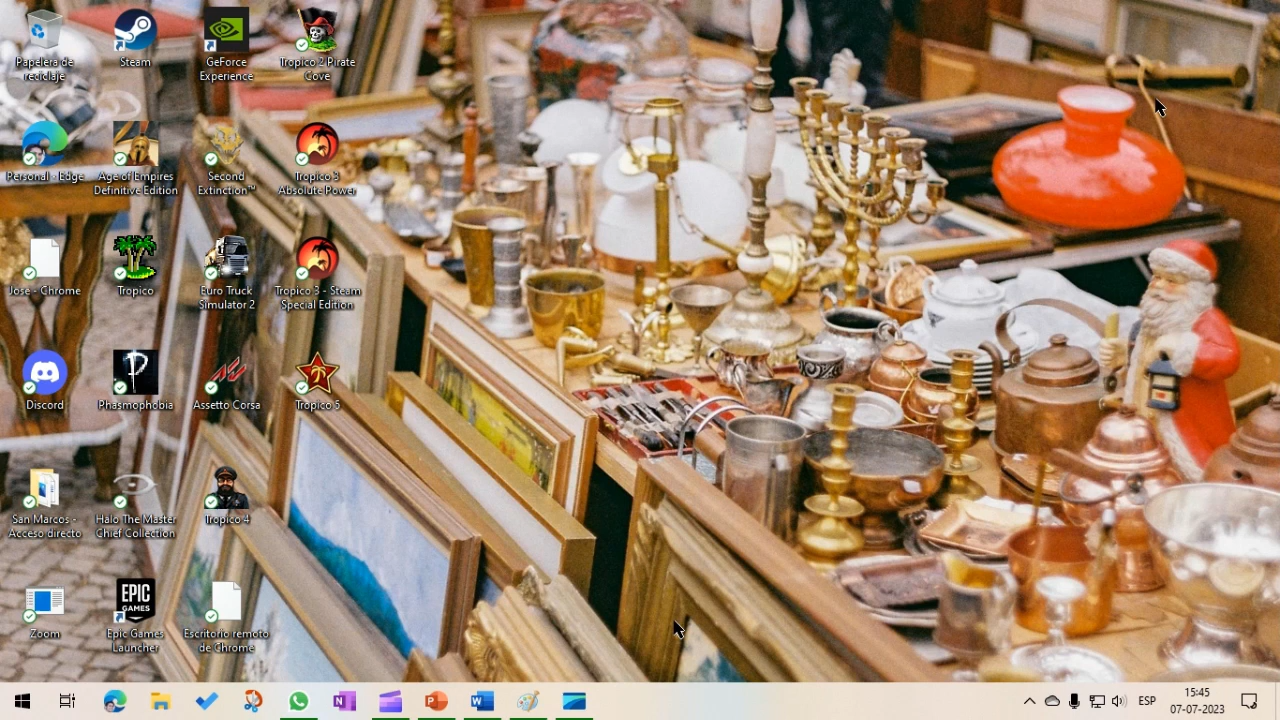 Papelera de
reciclaje
Steam
GeForce
Experience
Tropico 2 Pirate
Cove
Personal - Edge
Age of Empires
Definitive Edition
Second
Extinction™
Tropico 3
Absolute Power
José - Chrome
Tropico
Euro Truck
Simulator 2
Tropico 3 - Steam
Special Edition
Discord
Phasmophobia
Assetto Corsa
Tropico 5
San Marcos -
Acceso directo
Halo The Master
Chief Collection
Tropico 4
Zoom
EPIC
GAMES
Epic Games
Launcher
Escritorio remoto
de Chrome
ESP
15:45
07-07-2023